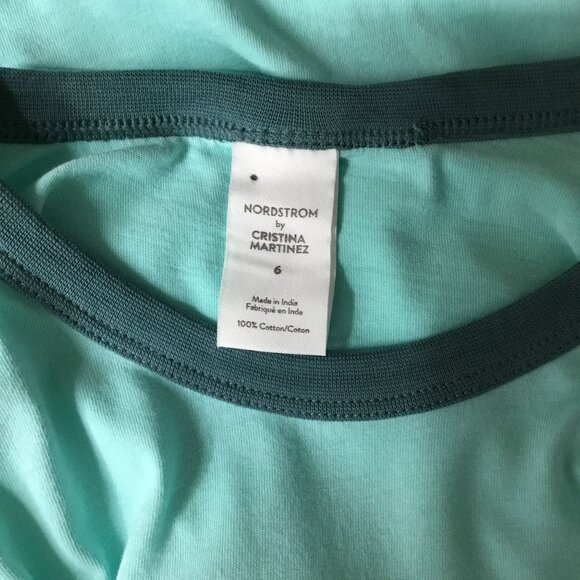 NORDSTROM
by
CRISTINA
MARTINEZ
6
Made in India
Fabriqué en Inde
100% Cotton/Coton